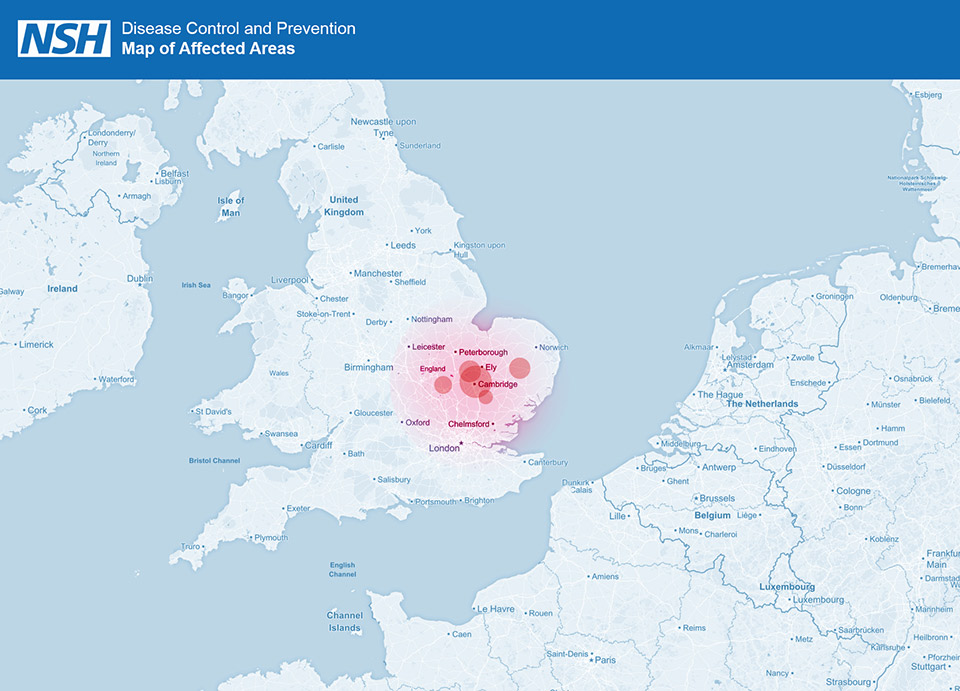 NSH
Disease Control and Prevention
Map of Affected Areas
Esbjerg
Newcastle upon
Tyne
Sunderland
Carlisle
Londonderry/
Derry
Northern
Ireland
Belfast
Lisburn
Armagh
Isle of
Man
United
Kingdom
Nationalpark Schleswig-
Holsteinisches
Wattenmeer
York
Leeds
Kingston upon
Hull
Dublin
Irish Sea
Liverpool
Manchester
Sheffield
Bremerhav
Galway
Ireland
Bangor
Chester
Groningen
Oldenburg
Breme
Stoke-on-Trent
Derby
Nottingham
Limerick
Leicester
Peterborough
Norwich
Alkmaar
Lelystad
Amsterdam
Zwolle
England
Ely
Birmingham
Wales
Waterford
Cambridge
Enschede
Osnabrück
The Hague
The Netherlands
Münster
Bielefeld
Cork
St David's
Gloucester
Oxford
Chelmsford
Hamm
Swansea
Cardiff
Bath
London
Middelburg
Eindhoven
Essen
Dortmund
Bristol Channel
Canterbury
Bruges
Antwerp
Düsseldorf
Salisbury
Dunkirk
Calais
Ghent
Cologne
Exeter
Portsmouth
Brighton
Brussels
Bonn
Lille
Belgium
Liège
Truro
Plymouth
Mons
Charleroi
Koblenz
English
Channel
Frankfur
Main
Amiens
Luxembourg
Darmstad
Luxembourg
Channel
Islands
Le Havre
Rouen
Mannheim
Caen
Reims
Metz
Saarbrücken
Heilbronn
Karlsruhe
Saint-Denis
Paris
Pforzheim
Stuttgart
Nancy
Strasbourg